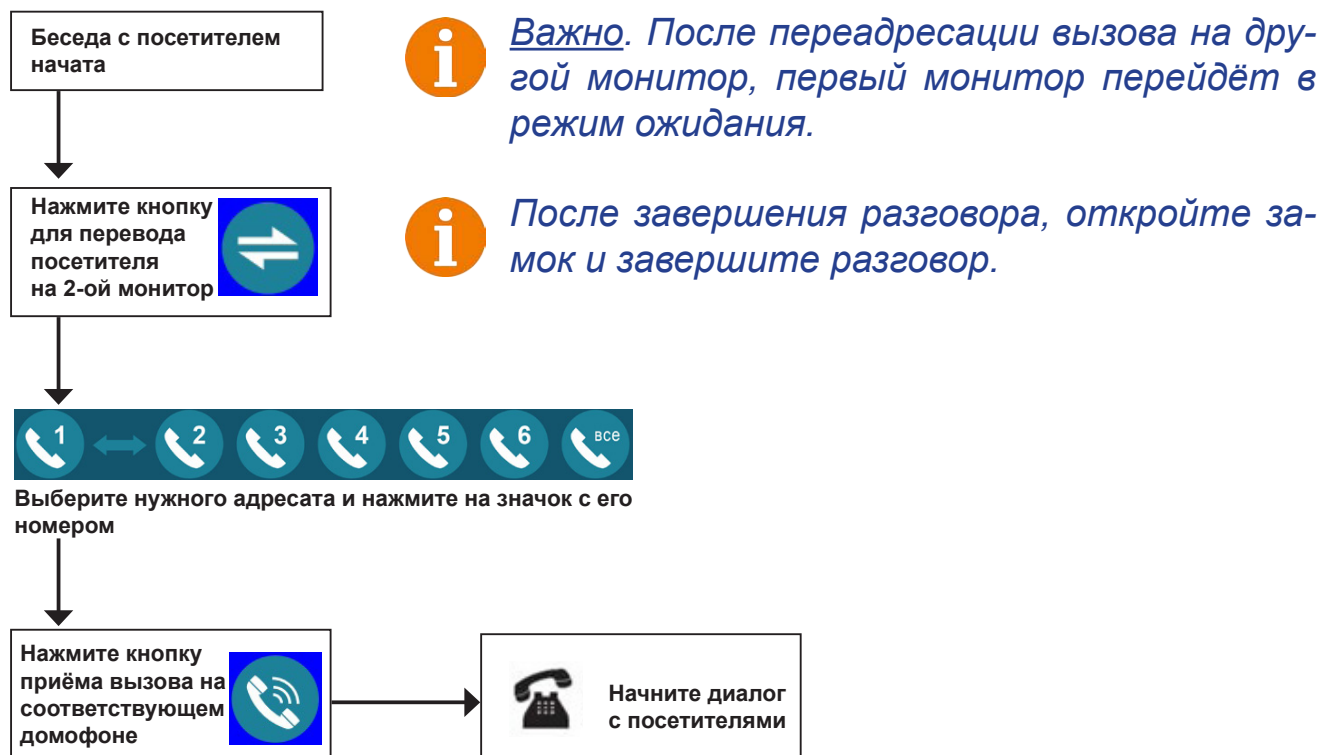 Беседа с посетителем
начата
Важно. После переадресации вызова на дру-
гой монитор, первый монитор перейдёт в
режим ожидания.
Нажмите кнопку
для перевода
посетителя
на 2-ой монитор
После завершения разговора, откройте за-
мок и завершите разговор.
1 2 3 4 5 6 все
Выберите нужного адресата и нажмите на значок с его
номером
Нажмите кнопку
приёма вызова на
соответствующем
домофоне
Начните диалог
с посетителями